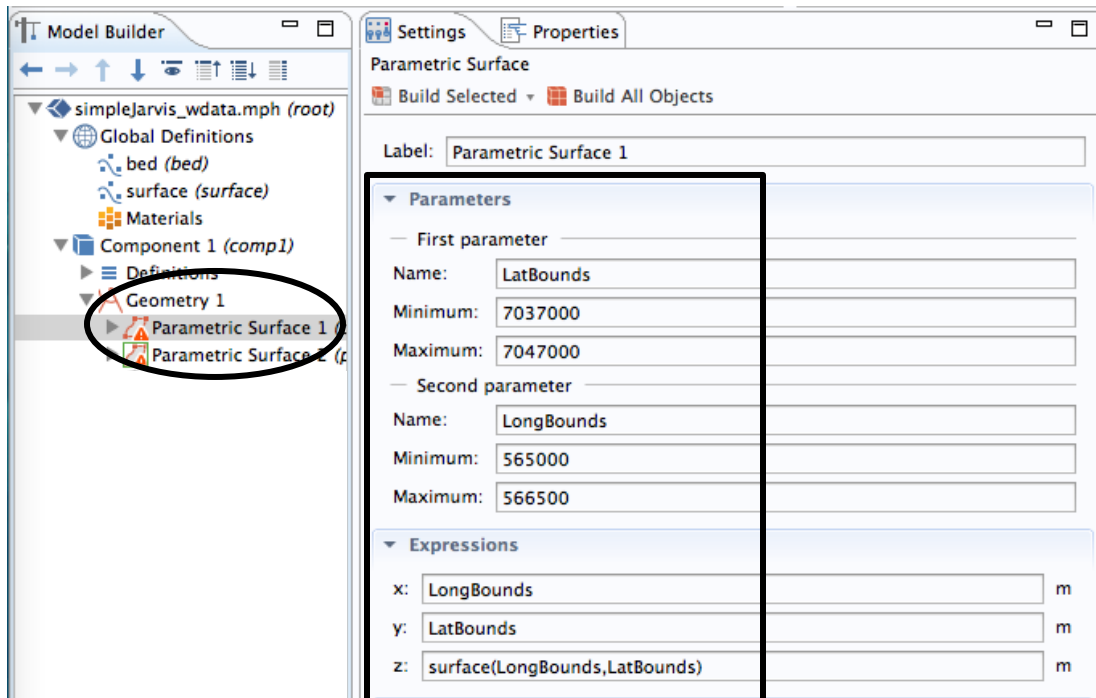 Model Builder
simpleJarvis_wdata.mph (root)
Global Definitions
bed (bed)
surface (surface)
Materials
Component 1 (comp1)
Definitions
Geometry 1
Parametric Surface 1
Parametric Surface 2 (p
Settings
Properties
Parametric Surface
Build Selected
Build All Objects
Label: Parametric Surface 1
Parameters
First parameter
Name: LatBounds
Minimum: 7037000
Maximum: 7047000
Second parameter
Name: LongBounds
Minimum: 565000
Maximum: 566500
Expressions
x: LongBounds m
y: LatBounds m
z: surface(LongBounds,LatBounds) m